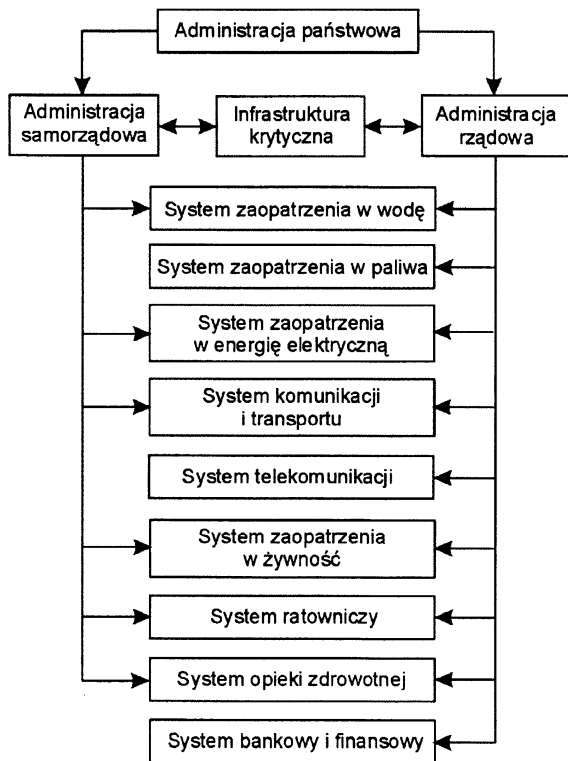 Administracja państwowa
Administracja
samorządowa
Infrastruktura
krytyczna
Administracja
rządowa
System zaopatrzenia w wodę
System zaopatrzenia w paliwa
System zaopatrzenia
w energię elektryczną
System komunikacji
i transportu
System telekomunikacji
System zaopatrzenia
w żywność
System ratowniczy
System opieki zdrowotnej
System bankowy i finansowy